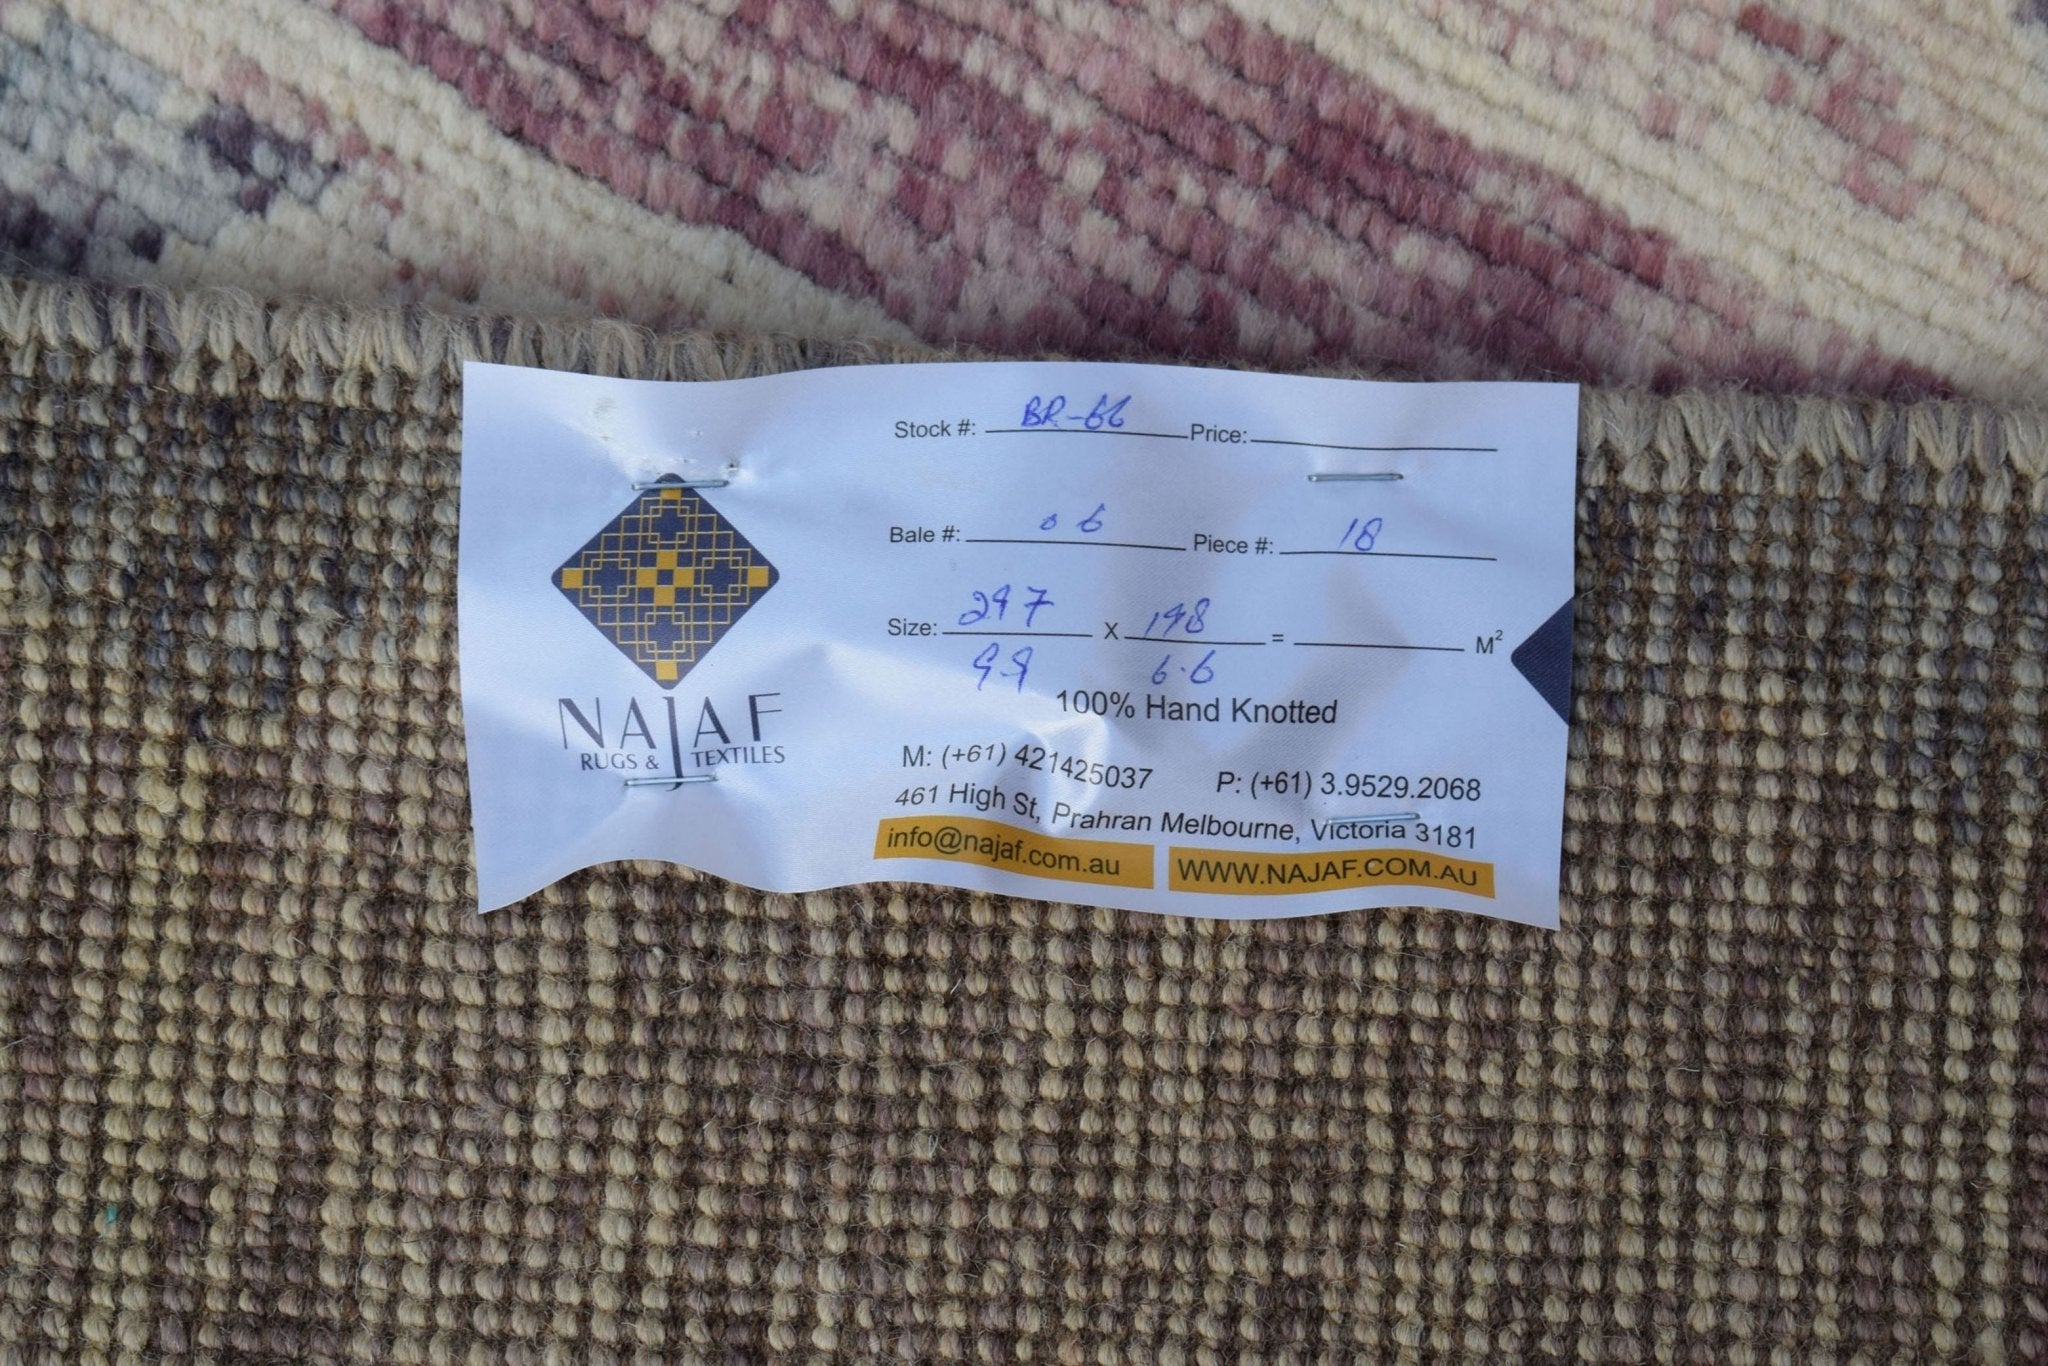 Stock #: BR-66 Price:
Bale #: 06 Piece #: 18
Size: 297 X 198 = M²
9.9 6.6
100% Hand Knotted
NAJAF
RUGS & TEXTILES
M: (+61) 421425037 P: (+61) 3.9529.2068
461 High St, Prahran Melbourne, Victoria 3181
info@najaf.com.au WWW.NAJAF.COM.AU